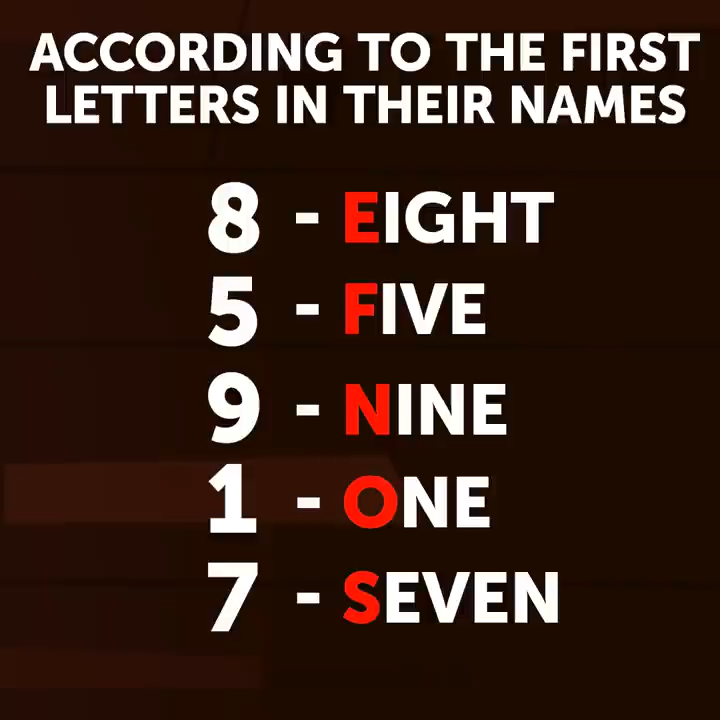 ACCORDING TO THE FIRST
LETTERS IN THEIR NAMES
8 - EIGHT
5 - FIVE
9 - NINE
1 - ONE
7 - SEVEN